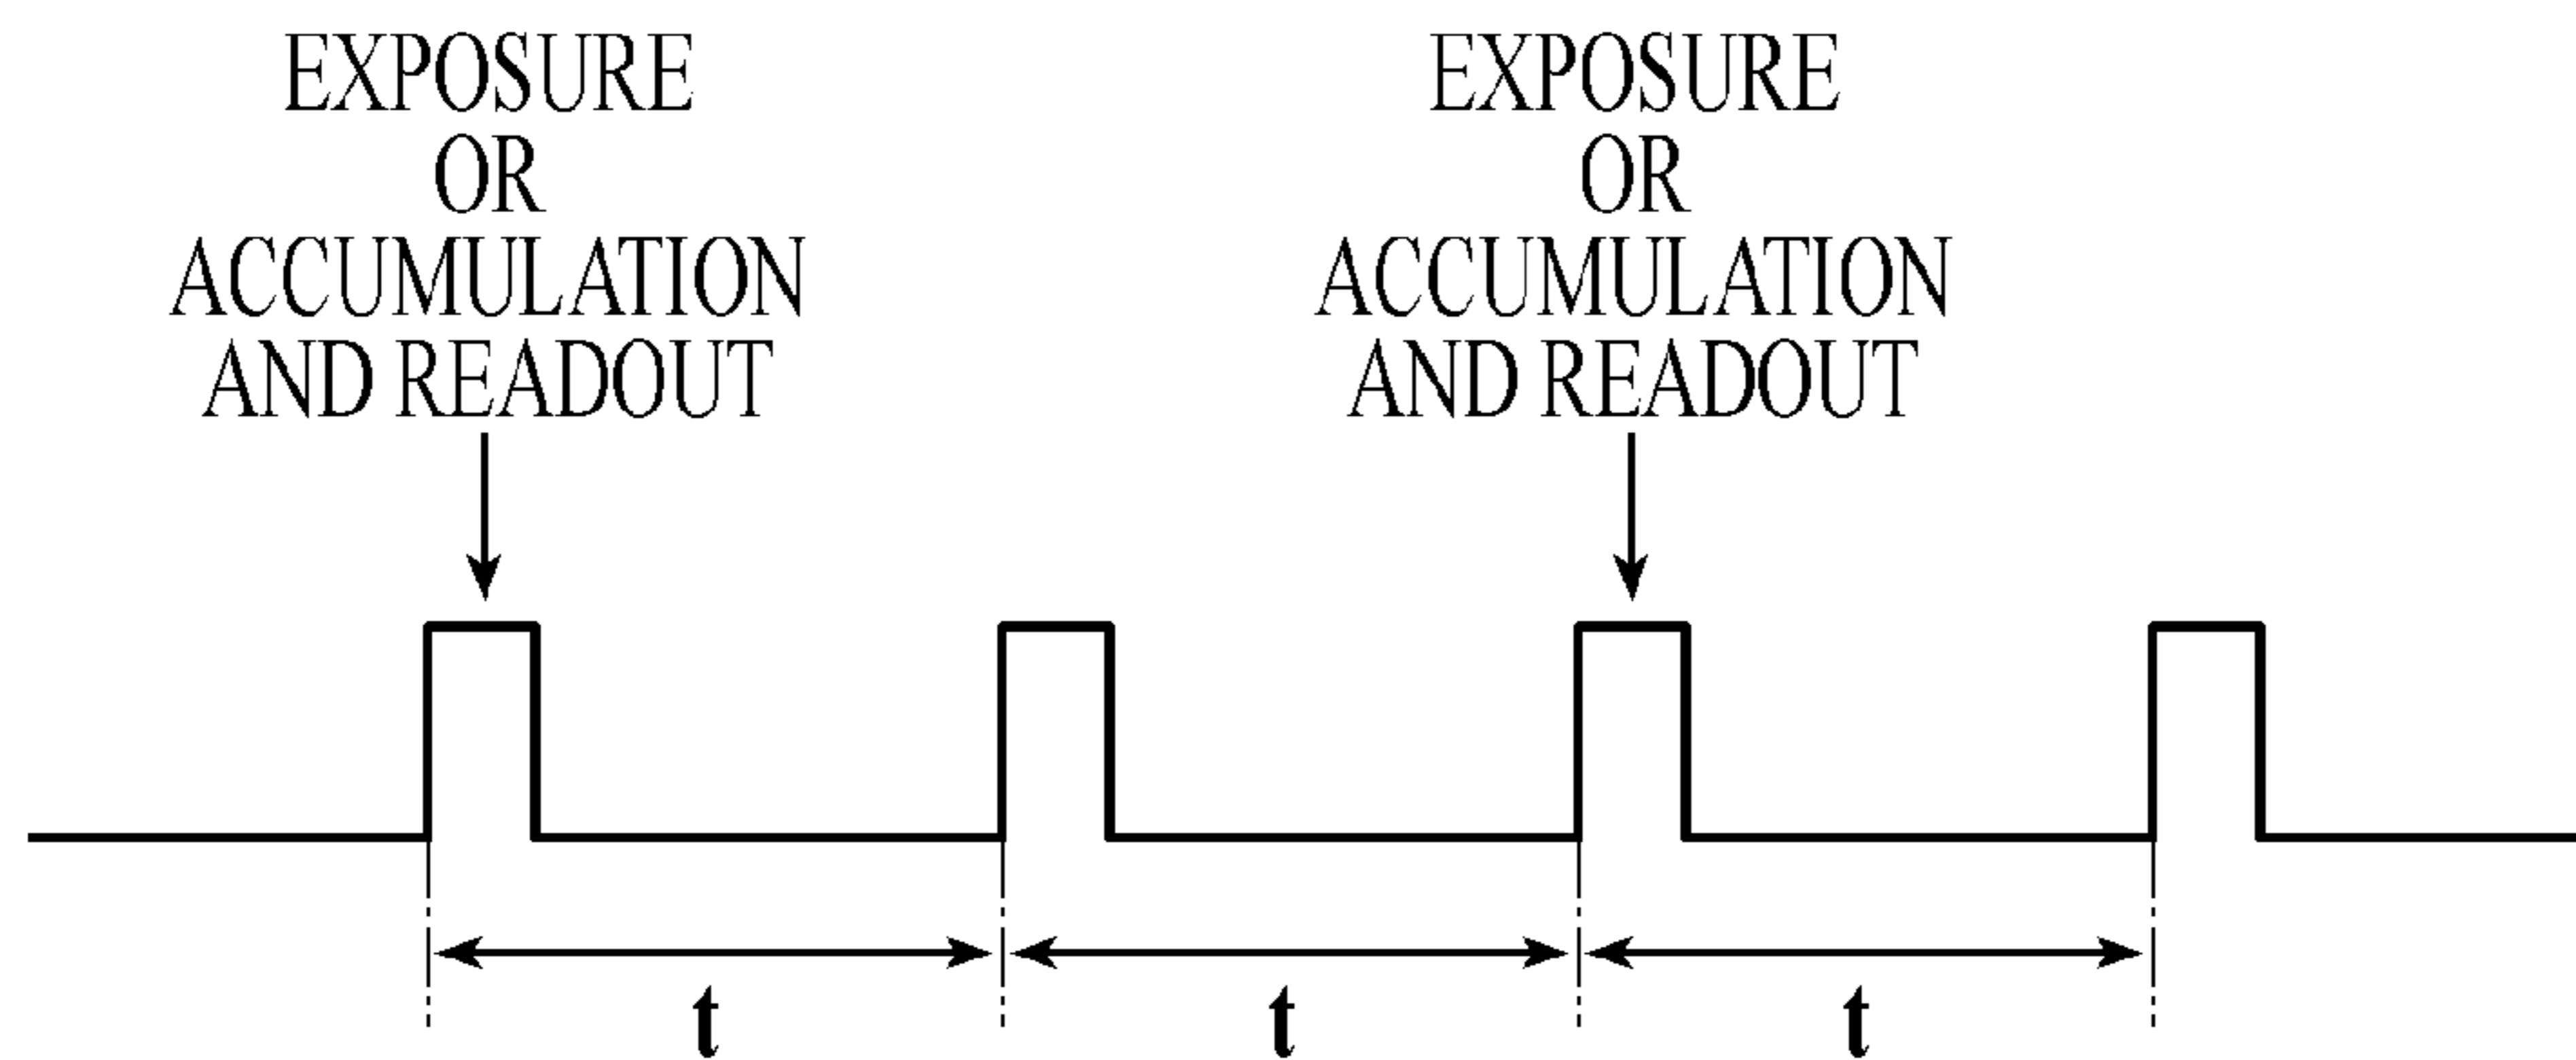 EXPOSURE
OR
ACCUMULATION
AND READOUT
EXPOSURE
OR
ACCUMULATION
AND READOUT
t
t
t